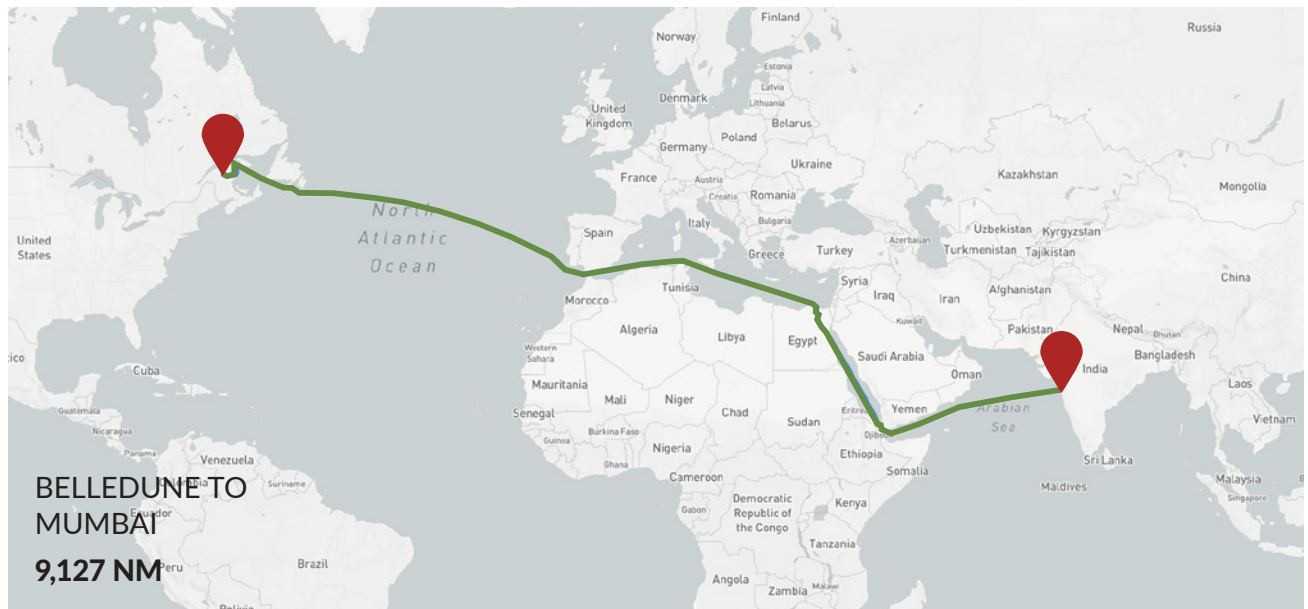 Finland
Norway
Russia
Estonia
Latvia
Lithuania
Denmark
United
Kingdom
Belarus
Poland
Germany
Ukraine
France
Austria
Kazakhstan
Croatia
Romania
Mongolia
North
Atlantic
Ocean
Italy
Bulgaria
Spain
Uzbekistan
Kyrgyzstan
United
States
Azerbaijan
Turkmenistan
Tajikistan
Greece
Turkey
China
Syria
Tunisia
Afghanistan
Morocco
Iraq
Iran
Kuwait
Algeria
Libya
Egypt
Pakistan
Nepal
Bhutan
Western
Sahara
Saudi Arabia
Bangladesh
ico
Cuba
Oman
India
Mauritania
Laos
Mali
Niger
Guatemala
Senegal
Chad
Eritrea
Yemen
Arabian
Sea
Vietnam
Sudan
Nicaragua
Burkina Faso
Djibouti
Guinea
Nigeria
Panama
Ghana
Ethiopia
Venezuela
Cameroon
Somalia
Sri Lanka
Colombia
Suriname
Maldives
Malaysia
Singapore
BELLEDUNE TO
MUMBAI
9,127 NM
Ecuador
Gabon
Democratic
Republic of
the Congo
Kenya
Tanzania
Peru
Brazil
Angola
Zambia
Malawi
Bolivia